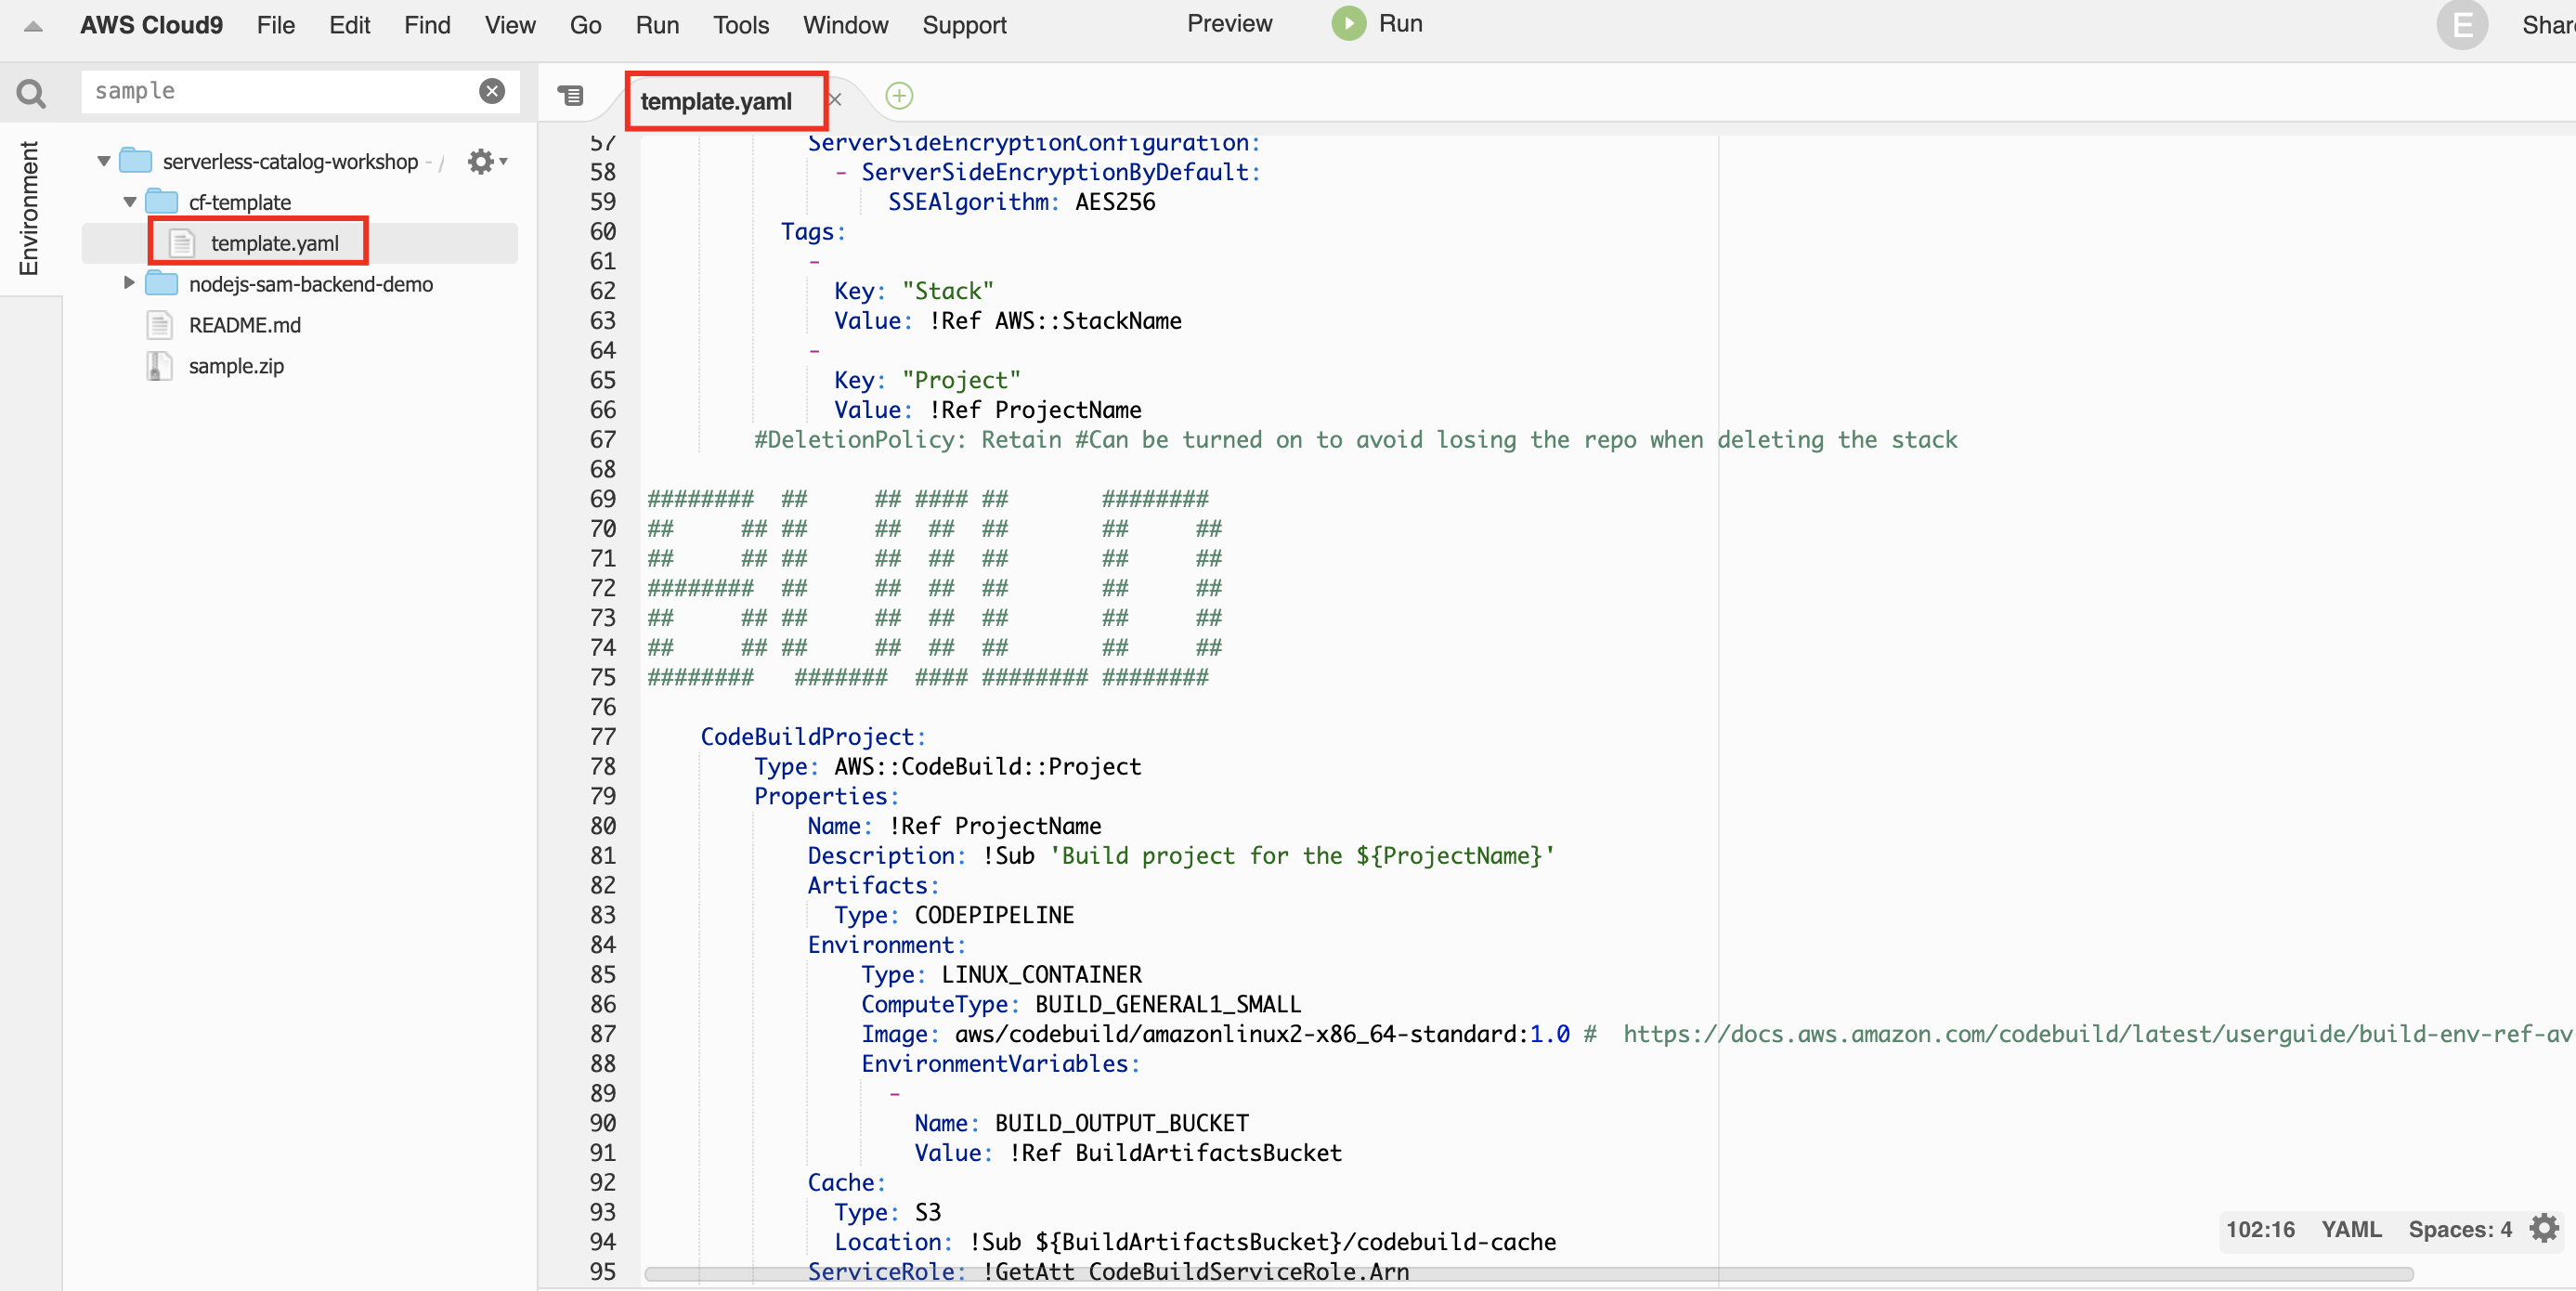 AWS Cloud9 File Edit Find View Go Run Tools Window Support Preview Run E
sample
Environment
serverless-catalog-workshop - /
cf-template
template.yaml
nodejs-sam-backend-demo
README.md
sample.zip
template.yaml
57 ServerSideEncryptionConfiguration:
58 - ServerSideEncryptionByDefault:
59 SSEAlgorithm: AES256
60 Tags:
61 -
62 Key: "Stack"
63 Value: !Ref AWS::StackName
64 -
65 Key: "Project"
66 Value: !Ref ProjectName
67 #DeletionPolicy: Retain #Can be turned on to avoid losing the repo when deleting the stack
68
69 ######## ##     ## #### ##       ########
70 ##     ## ##     ##  ##  ##       ##     ##
71 ##     ## ##     ##  ##  ##       ##     ##
72 ########  ##     ##  ##  ##       ##     ##
73 ##     ## ##     ##  ##  ##       ##     ##
74 ##     ## ##     ##  ##  ##       ##     ##
75 ########   #######  #### ######## ########
76
77 CodeBuildProject:
78 Type: AWS::CodeBuild::Project
79 Properties:
80 Name: !Ref ProjectName
81 Description: !Sub 'Build project for the ${ProjectName}'
82 Artifacts:
83 Type: CODEPIPELINE
84 Environment:
85 Type: LINUX_CONTAINER
86 ComputeType: BUILD_GENERAL1_SMALL
87 Image: aws/codebuild/amazonlinux2-x86_64-standard:1.0 # https://docs.aws.amazon.com/codebuild/latest/userguide/build-env-ref-av
88 EnvironmentVariables:
89 -
90 Name: BUILD_OUTPUT_BUCKET
91 Value: !Ref BuildArtifactsBucket
92 Cache:
93 Type: S3
94 Location: !Sub ${BuildArtifactsBucket}/codebuild-cache
95 ServiceRole: !GetAtt CodeBuildServiceRole.Arn
102:16 YAML Spaces: 4